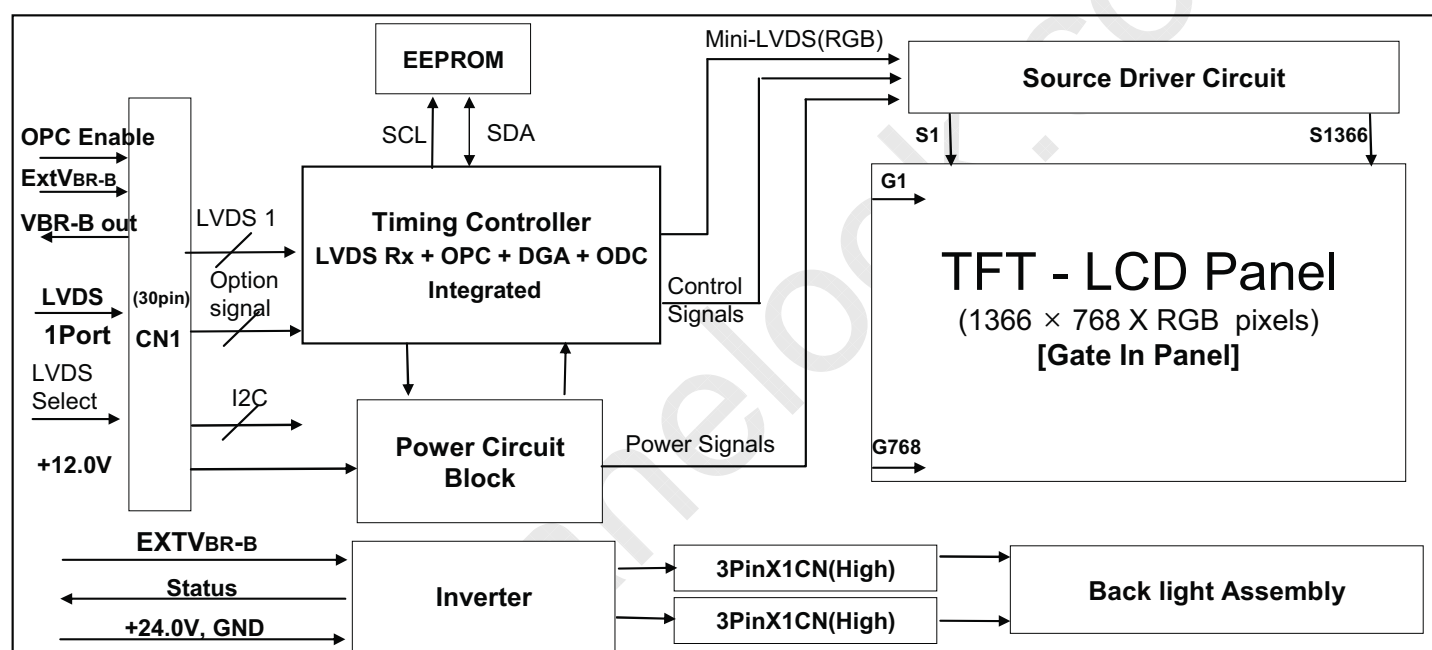 Mini-LVDS(RGB)
EEPROM
Source Driver Circuit
SCL
SDA
S1
S1366
OPC Enable
ExtVBR-B
VBR-B out
LVDS
1Port
LVDS
Select
+12.0V
(30pin)
CN1
LVDS 1
Option
signal
I2C
Timing Controller
LVDS Rx + OPC + DGA + ODC
Integrated
Control
Signals
G1
TFT - LCD Panel
(1366 × 768 X RGB pixels)
[Gate In Panel]
G768
Power Circuit
Block
Power Signals
EXTVBR-B
Status
+24.0V, GND
Inverter
3PinX1CN(High)
3PinX1CN(High)
Back light Assembly